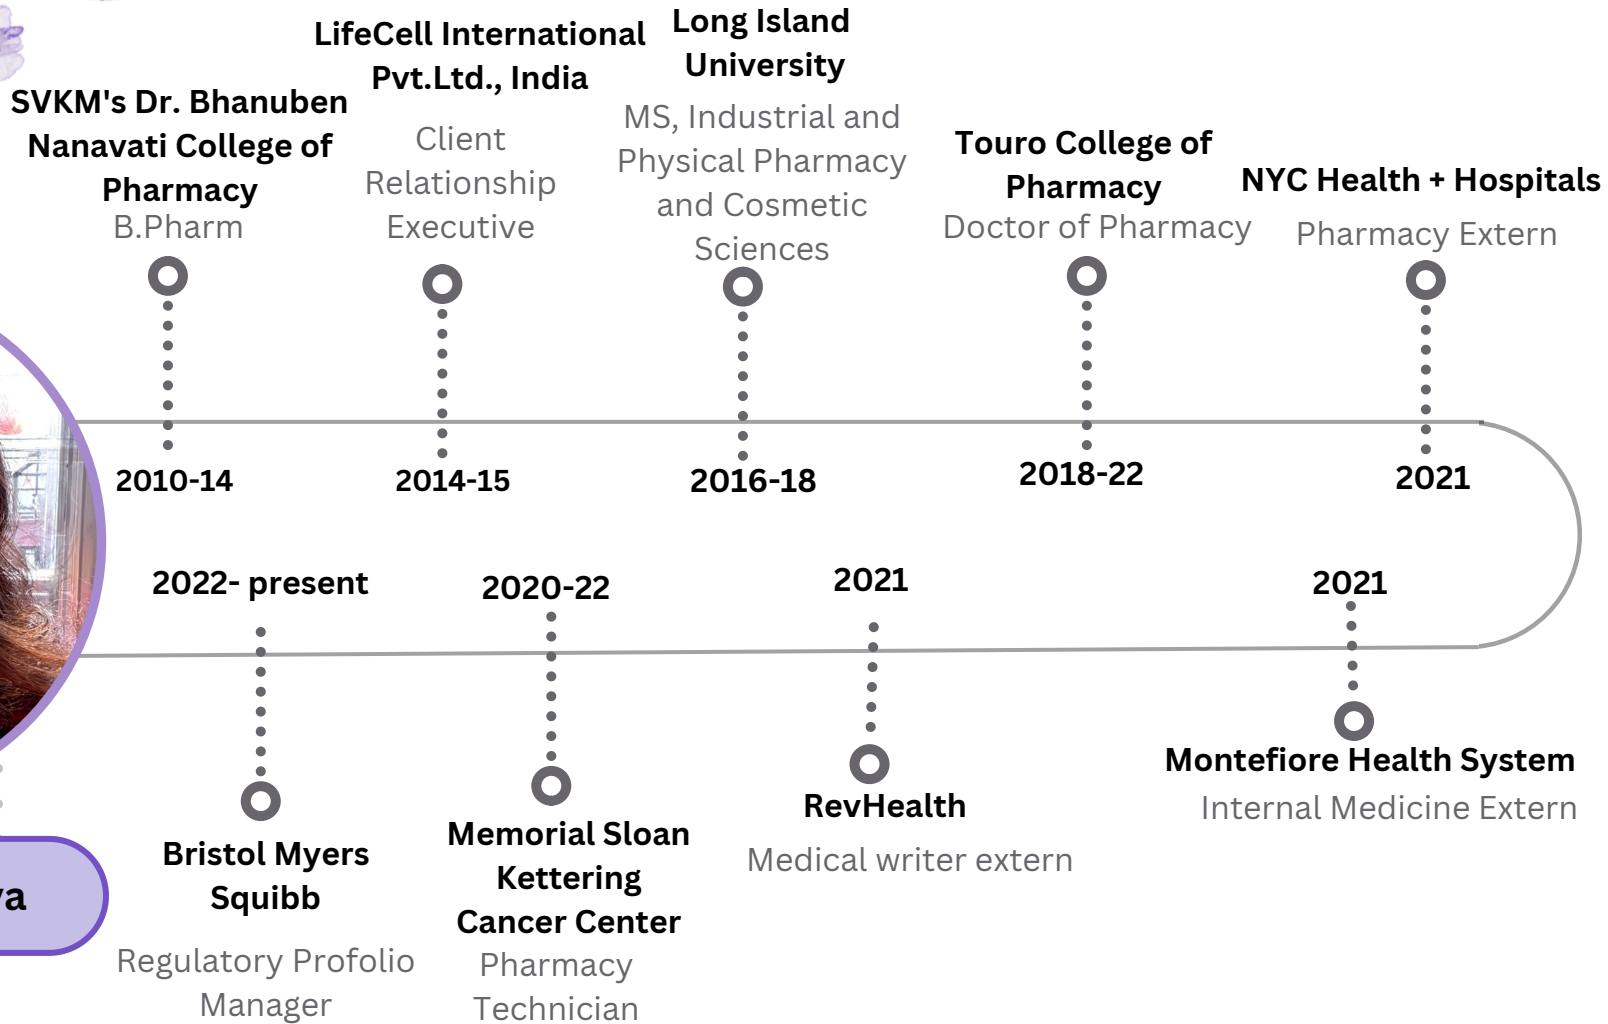 SVKM's Dr. Bhanuben
Nanavati College of
Pharmacy
B.Pharm
2010-14
LifeCell International
Pvt.Ltd., India
Client
Relationship
Executive
2014-15
Long Island
University
MS, Industrial and
Physical Pharmacy
and Cosmetic
Sciences
2016-18
Touro College of
Pharmacy
Doctor of Pharmacy
2018-22
NYC Health + Hospitals
Pharmacy Extern
2021
2021
Montefiore Health System
Internal Medicine Extern
2021
RevHealth
Medical writer extern
2020-22
Memorial Sloan
Kettering
Cancer Center
Pharmacy
Technician
2022- present
Bristol Myers
Squibb
Regulatory Profolio
Manager